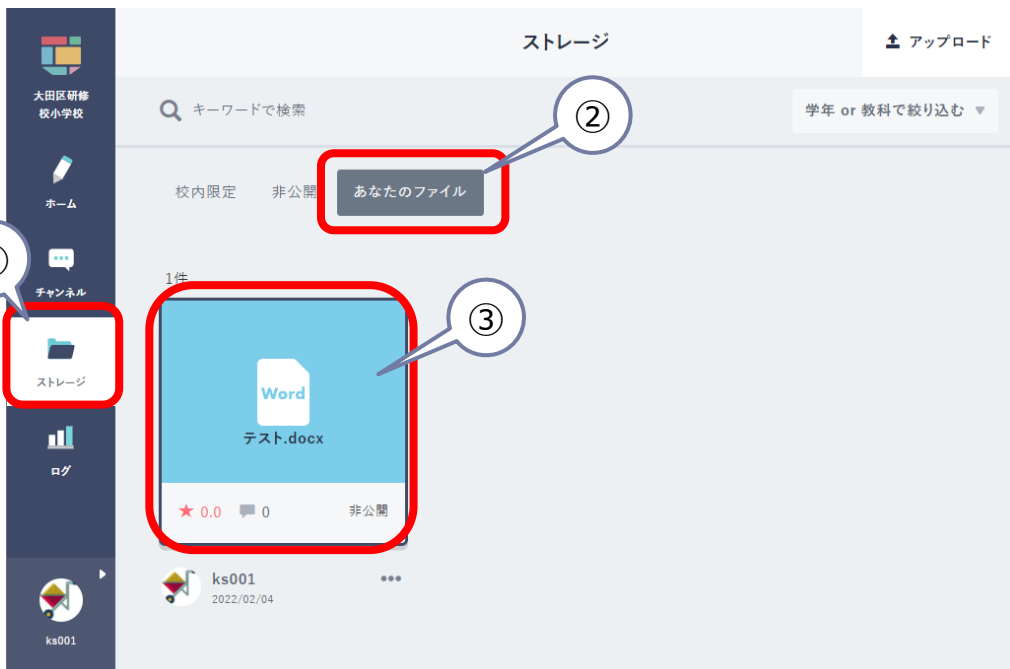 大田区研修
校小学校
ホーム
チャンネル
ストレージ
ログ
ks001
ストレージ
アップロード
キーワードで検索
②
学年 or 教科で絞り込む
校内限定
非公開
あなたのファイル
1件
③
Word
テスト.docx
0.0
0
非公開
ks001
2022/02/04